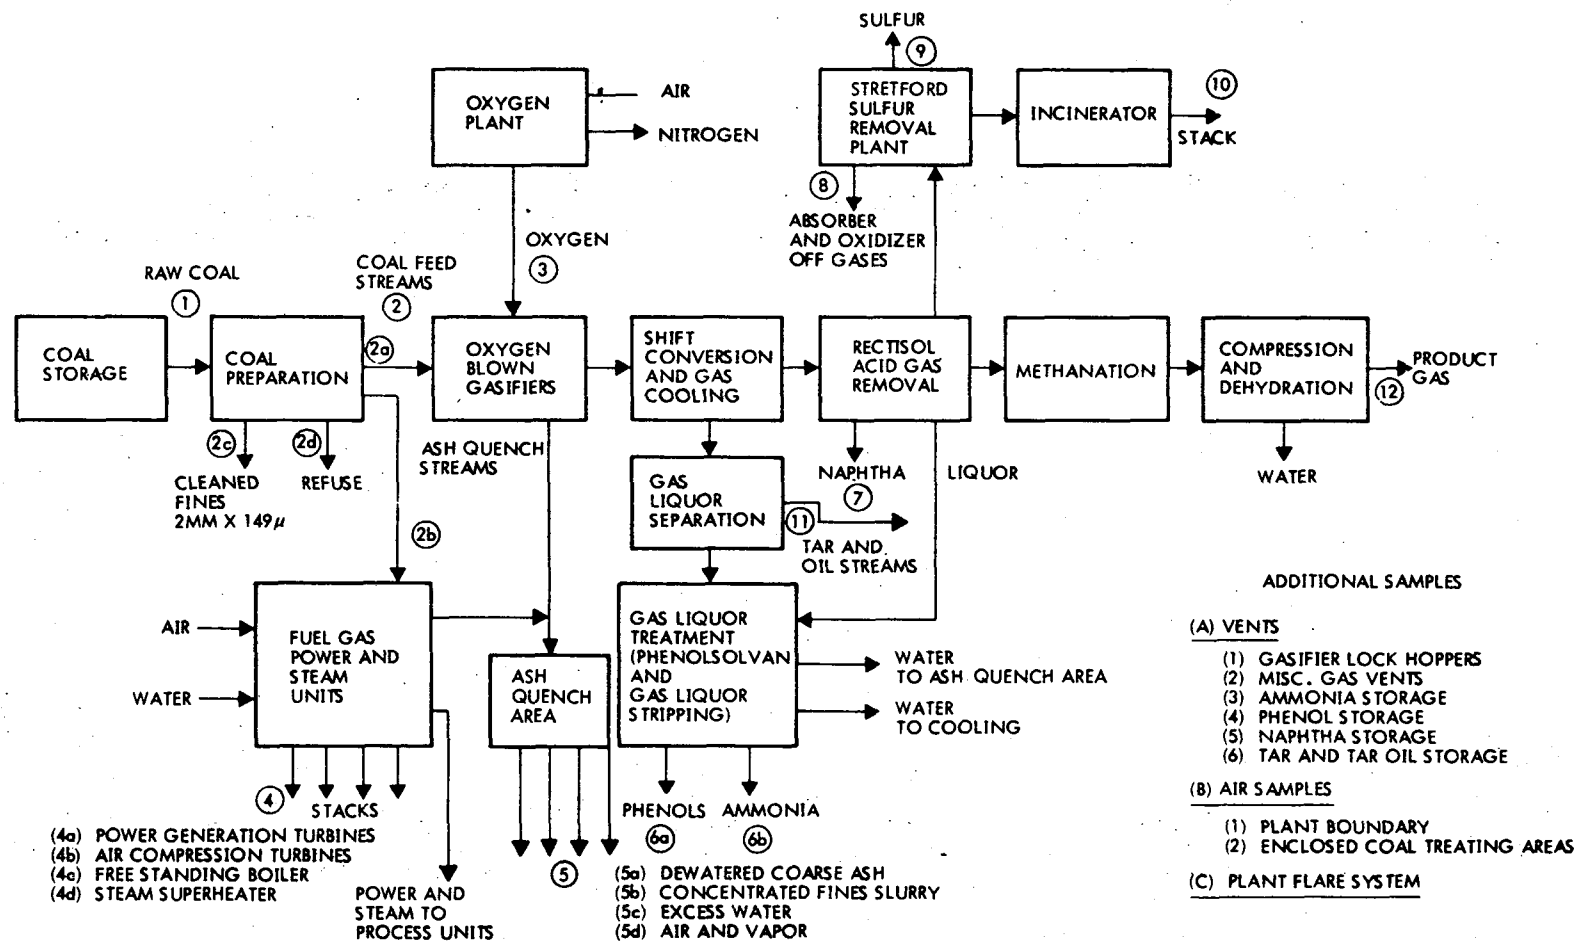 SULFUR
9
OXYGEN
PLANT
AIR
NITROGEN
STRETFORD
SULFUR
REMOVAL
PLANT
INCINERATOR
10
STACK
8
ABSORBER
AND OXIDIZER
OFF GASES
OXYGEN
3
RAW COAL
1
COAL FEED
STREAMS
2
COAL
STORAGE
COAL
PREPARATION
2a
OXYGEN
BLOWN
GASIFIERS
SHIFT
CONVERSION
AND GAS
COOLING
RECTISOL
ACID GAS
REMOVAL
METHANATION
COMPRESSION
AND
DEHYDRATION
PRODUCT
GAS
12
2c
2d
CLEANED
FINES
2MM X 149μ
REFUSE
ASH QUENCH
STREAMS
GAS
LIQUOR
SEPARATION
NAPHTHA
7
LIQUOR
WATER
11
TAR AND
OIL STREAMS
2b
AIR
WATER
FUEL GAS
POWER AND
STEAM
UNITS
ASH
QUENCH
AREA
GAS LIQUOR
TREATMENT
(PHENOLSOLVAN
AND
GAS LIQUOR
STRIPPING)
WATER
TO ASH QUENCH AREA
WATER
TO COOLING
4
STACKS
(4a) POWER GENERATION TURBINES
(4b) AIR COMPRESSION TURBINES
(4c) FREE STANDING BOILER
(4d) STEAM SUPERHEATER
POWER AND
STEAM TO
PROCESS UNITS
5
PHENOLS
6a
AMMONIA
6b
(5a) DEWATERED COARSE ASH
(5b) CONCENTRATED FINES SLURRY
(5c) EXCESS WATER
(5d) AIR AND VAPOR
ADDITIONAL SAMPLES
(A) VENTS
(1) GASIFIER LOCK HOPPERS
(2) MISC. GAS VENTS
(3) AMMONIA STORAGE
(4) PHENOL STORAGE
(5) NAPHTHA STORAGE
(6) TAR AND TAR OIL STORAGE
(B) AIR SAMPLES
(1) PLANT BOUNDARY
(2) ENCLOSED COAL TREATING AREAS
(C) PLANT FLARE SYSTEM